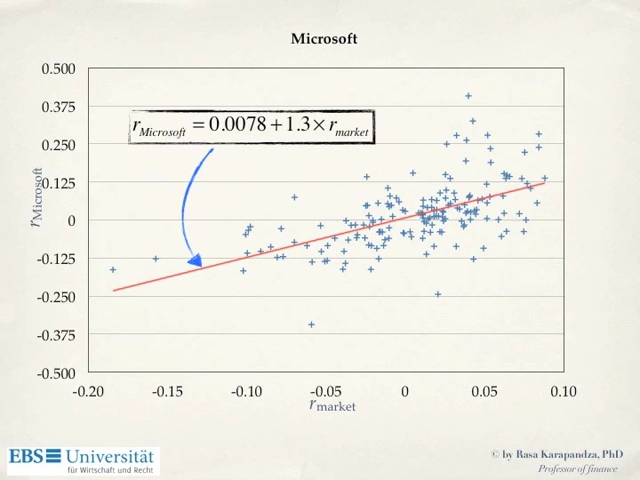 Microsoft
0.500
0.375
r_Microsoft = 0.0078 + 1.3 × r_market
0.250
0.125
0
-0.125
-0.250
-0.375
-0.500
r_Microsoft
-0.20 -0.15 -0.10 -0.05 0 0.05 0.10
r_market
EBS Universität
für Wirtschaft und Recht
© by Rasa Karapandza, PhD
Professor of finance